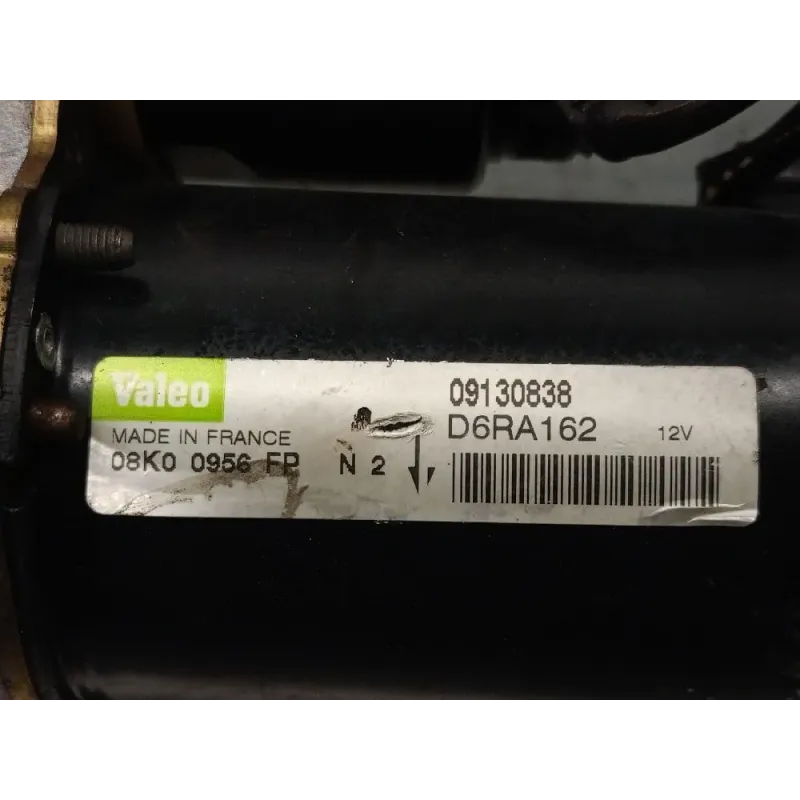 Valeo
MADE IN FRANCE
08K0 0956 FP
N 2
09130838
D6RA162 12V